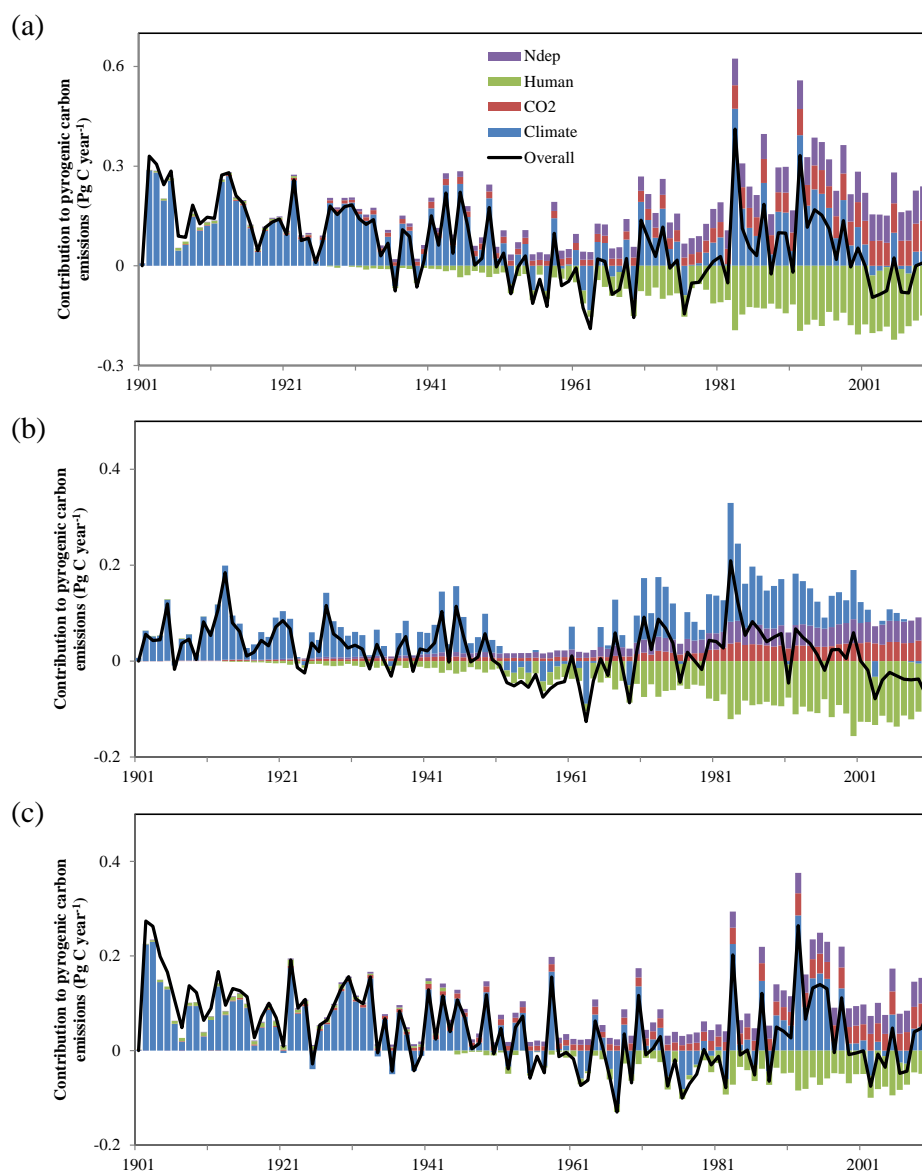 (a)
Contribution to pyrogenic carbon
emissions (Pg C year-1)
0.6
0.3
0
-0.3
Ndep
Human
CO2
Climate
Overall
1901 1921 1941 1961 1981 2001
(b)
Contribution to pyrogenic carbon
emissions (Pg C year-1)
0.4
0.2
0
-0.2
1901 1921 1941 1961 1981 2001
(c)
Contribution to pyrogenic carbon
emissions (Pg C year-1)
0.4
0.2
0
-0.2
1901 1921 1941 1961 1981 2001